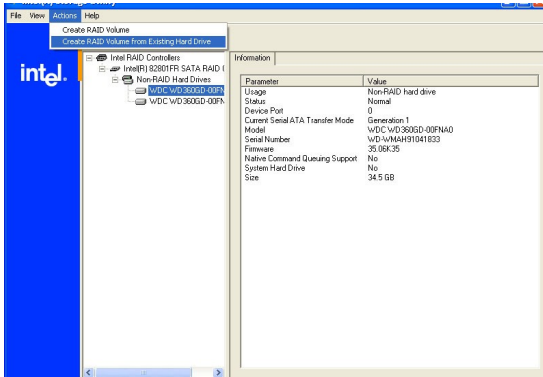 File View Actions Help
Create RAID Volume
Create RAID Volume from Existing Hard Drive
intel.
Intel RAID Controllers
Intel(R) 82801FR SATA RAID
Non-RAID Hard Drives
WDC WD360GD-00FN
WDC WD360GD-00FN
Information
Parameter Value
Usage Non-RAID hard drive
Status Normal
Device Port 0
Current Serial ATA Transfer Mode Generation 1
Model WDC WD360GD-00FNA0
Serial Number WD-WMAH91041833
Firmware 35.06K35
Native Command Queuing Support No
System Hard Drive No
Size 34.5 GB